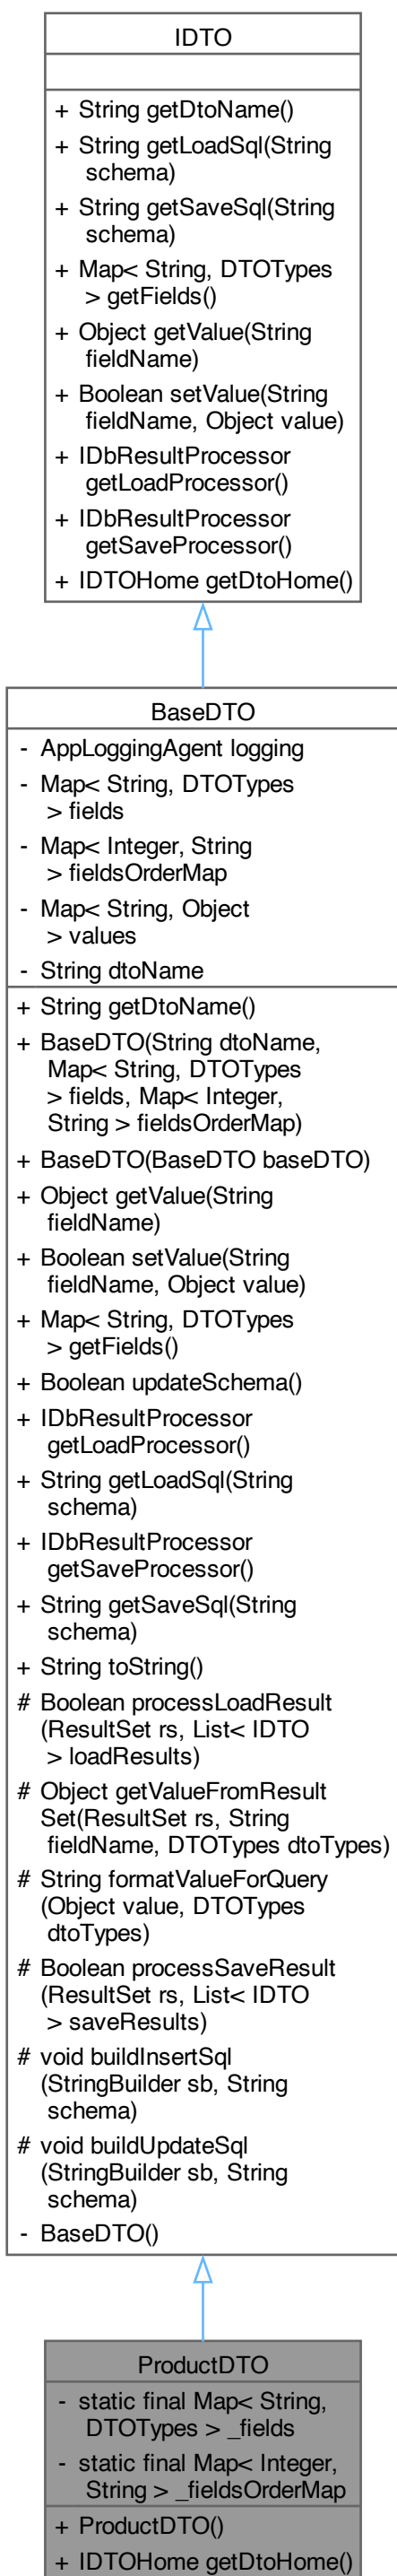 IDTO
+ String getDtoName()
+ String getLoadSql(String
schema)
+ String getSaveSql(String
schema)
+ Map< String, DTOTypes
> getFields()
+ Object getValue(String
fieldName)
+ Boolean setValue(String
fieldName, Object value)
+ IDbResultProcessor
getLoadProcessor()
+ IDbResultProcessor
getSaveProcessor()
+ IDTOHome getDtoHome()
BaseDTO
- AppLoggingAgent logging
- Map< String, DTOTypes
> fields
- Map< Integer, String
> fieldsOrderMap
- Map< String, Object
> values
- String dtoName
+ String getDtoName()
+ BaseDTO(String dtoName,
Map< String, DTOTypes
> fields, Map< Integer,
String > fieldsOrderMap)
+ BaseDTO(BaseDTO baseDTO)
+ Object getValue(String
fieldName)
+ Boolean setValue(String
fieldName, Object value)
+ Map< String, DTOTypes
> getFields()
+ Boolean updateSchema()
+ IDbResultProcessor
getLoadProcessor()
+ String getLoadSql(String
schema)
+ IDbResultProcessor
getSaveProcessor()
+ String getSaveSql(String
schema)
+ String toString()
# Boolean processLoadResult
(ResultSet rs, List< IDTO
> loadResults)
# Object getValueFromResult
Set(ResultSet rs, String
fieldName, DTOTypes dtoTypes)
# String formatValueForQuery
(Object value, DTOTypes
dtoTypes)
# Boolean processSaveResult
(ResultSet rs, List< IDTO
> saveResults)
# void buildInsertSql
(StringBuilder sb, String
schema)
# void buildUpdateSql
(StringBuilder sb, String
schema)
- BaseDTO()
ProductDTO
- static final Map< String,
DTOTypes > _fields
- static final Map< Integer,
String > _fieldsOrderMap
+ ProductDTO()
+ IDTOHome getDtoHome()